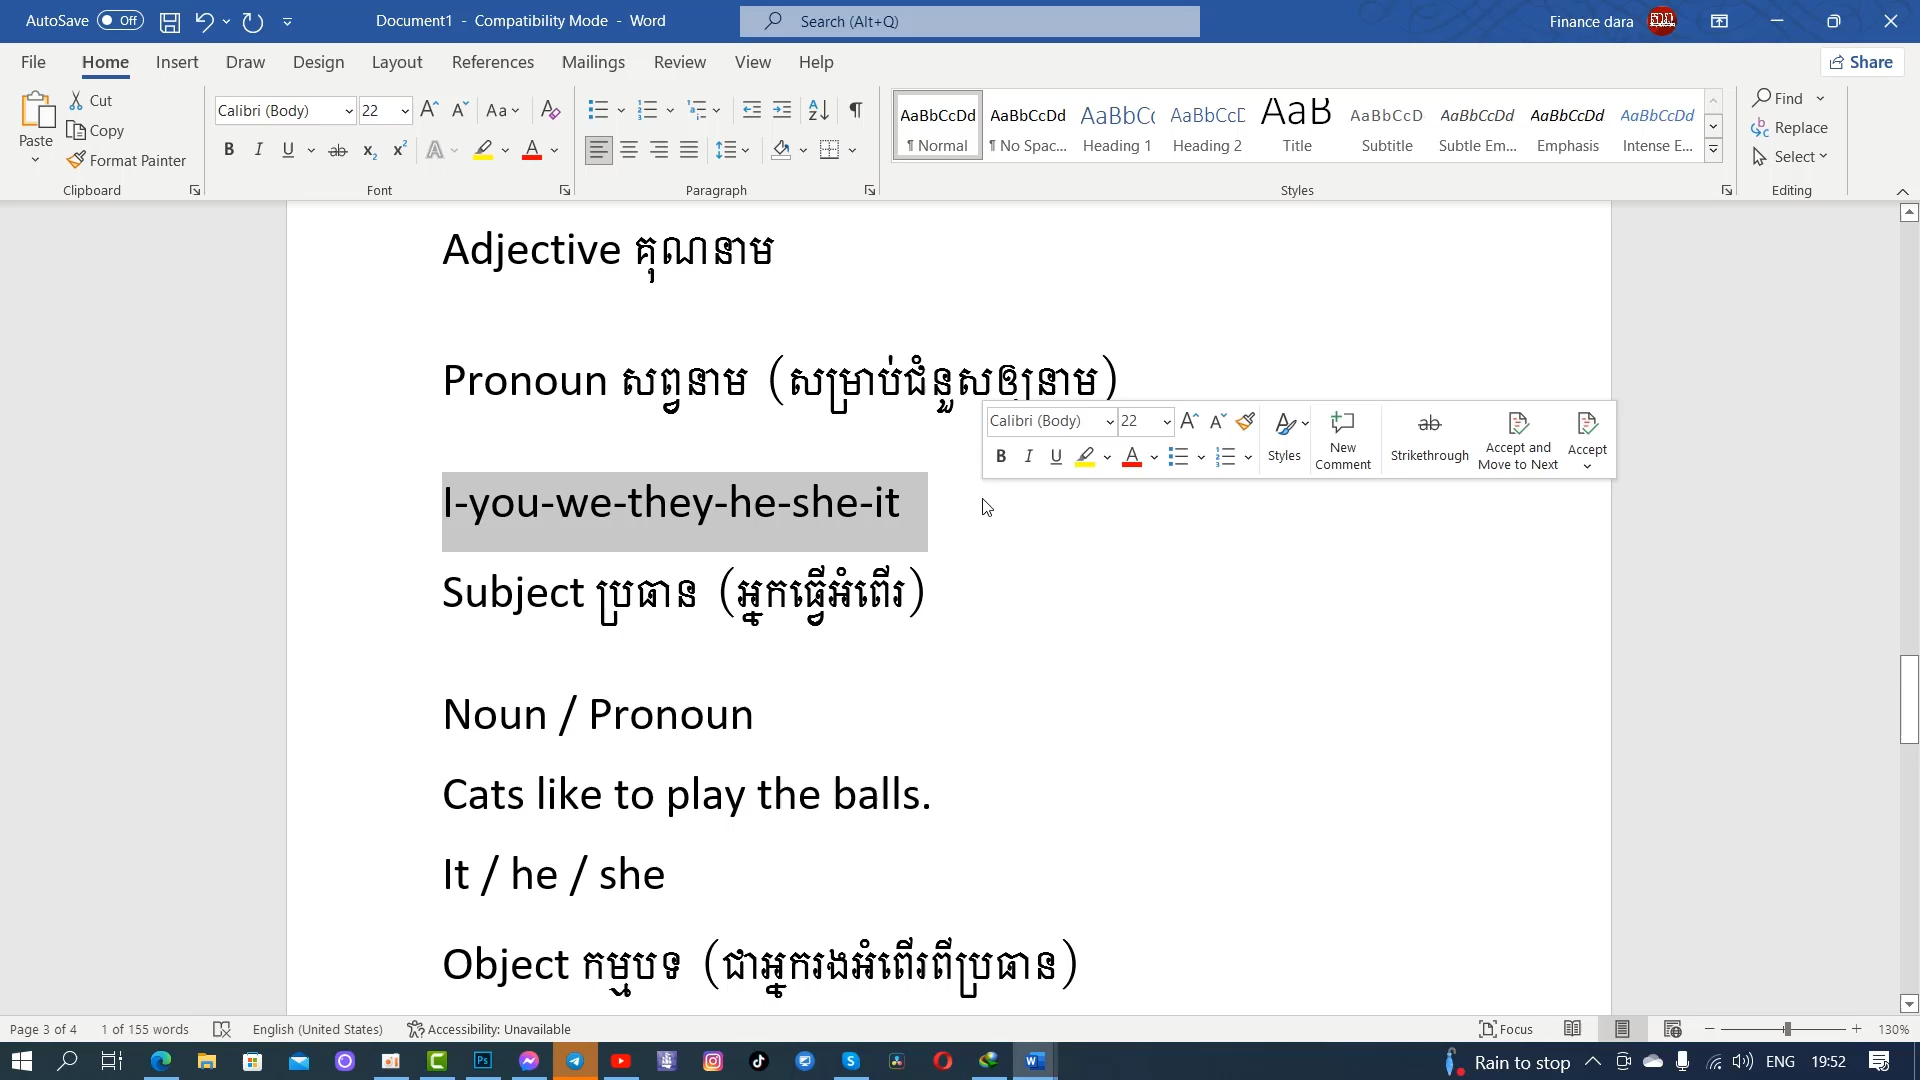 AutoSave Off Document1 - Compatibility Mode - Word Search (Alt+Q) Finance dara
File Home Insert Draw Design Layout References Mailings Review View Help Share
Paste Cut Copy Format Painter
Calibri (Body) 22
AaBbCcDd AaBbCcDd AaBbCc AaBbCcE AaB AaBbCcD AaBbCcDd AaBbCcDd AaBbCcDd
¶ Normal ¶ No Spac... Heading 1 Heading 2 Title Subtitle Subtle Em... Emphasis Intense E...
Find
Replace
Select
Clipboard Font Paragraph Styles Editing
Adjective គុណនាម
Pronoun សព្វនាម (សម្រាប់ជំនួសឲ្យនាម)
Calibri (Body) 22 Styles New Comment Strikethrough Accept and Move to Next Accept
I-you-we-they-he-she-it
Subject ប្រធាន (អ្នកធ្វើអំពើរ)
Noun / Pronoun
Cats like to play the balls.
It / he / she
Object កម្មបទ (ជាអ្នករងអំពើរពីប្រធាន)
Page 3 of 4 1 of 155 words English (United States) Accessibility: Unavailable Focus 130%
Rain to stop ENG 19:52